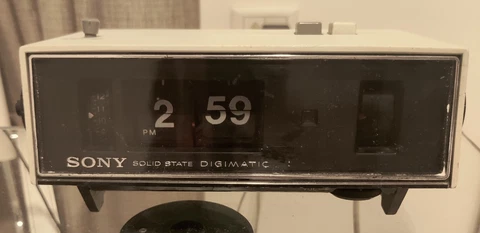 2 59
PM
SONY SOLID STATE DIGIMATIC